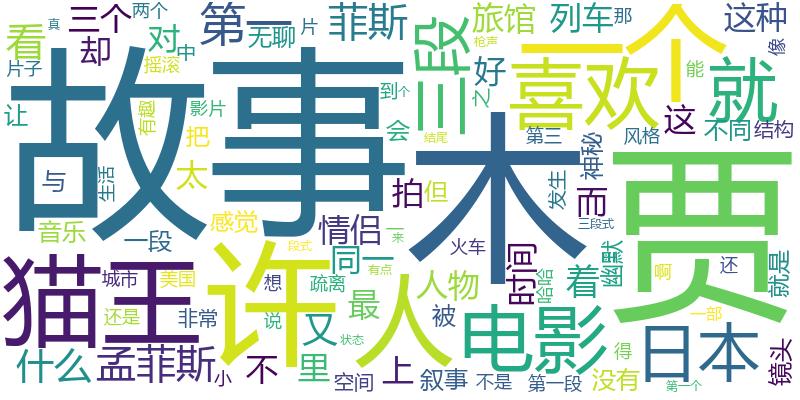 故事
贾
木
许
猫王
人
电影
日本
一个
喜欢
就
三段
第一
菲斯
旅馆
列车
那
这种
像
两个
真
三个
却
看
片子
对
中
无聊
片
摇滚
枪声
之
好
能
到
个
让
有趣
影片
把
会
这
不同
结构
第三
神秘
风格
与
生活
太
拍
但
发生
而
音乐
一段
感觉
情侣
一来
火车
三段式
段式
同一
有点
时间
着
幽默
哈哈
啊
还
就是
城市
美国
想
疏离
最
人物
还是
非常
说
状态
又
被
一部
什么
孟菲斯
小
不
里
空间
上
叙事
不是
第一段
没有
得
第一个
镜头
结尾